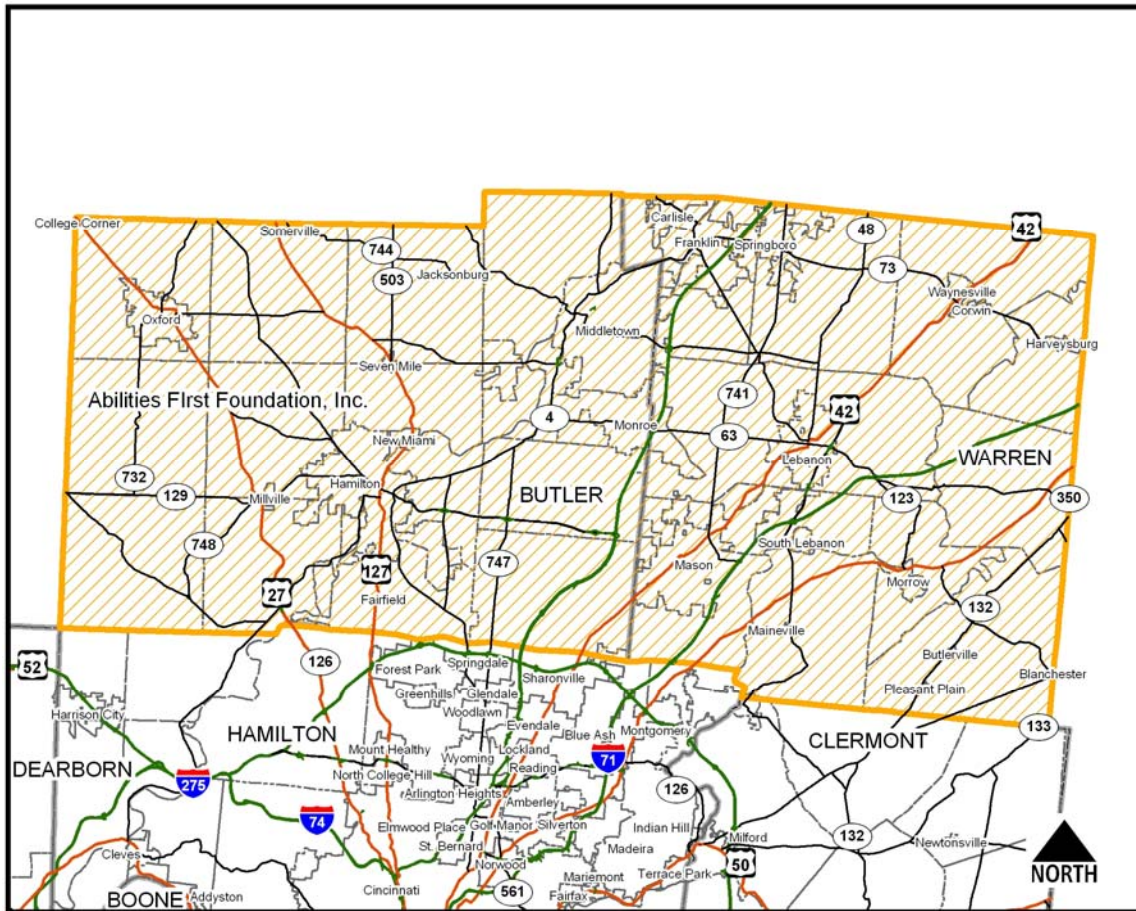 College Corner
Somerville
744
503
Jacksonburg
Carlisle
Franklin
Springboro
48
73
42
Waynesville
Corwin
Harveysburg
Oxford
Middletown
Seven Mile
Abilities FIrst Foundation, Inc.
741
42
New Miami
4
Monroe
63
Lebanon
WARREN
732
129
Millville
Hamilton
BUTLER
123
350
748
747
South Lebanon
Mason
27
127
Fairfield
Morrow
132
Maineville
Butlerville
Blanchester
Pleasant Plain
52
126
Forest Park
Springdale
Sharonville
Greenhills
Glendale
Woodlawn
133
Harrison City
HAMILTON
Evendale
Blue Ash
Montgomery
CLERMONT
Mount Healthy
Wyoming
Lockland
71
DEARBORN
North College Hill
Reading
275
Arlington Heights
126
74
Amberley
Elmwood Place
Golf Manor
Silverton
Indian Hill
Milford
132
Newtonsville
St. Bernard
Madeira
Cleves
Norwood
50
Cincinnati
Mariemont
Terrace Park
NORTH
BOONE
Addyston
561
Fairfax